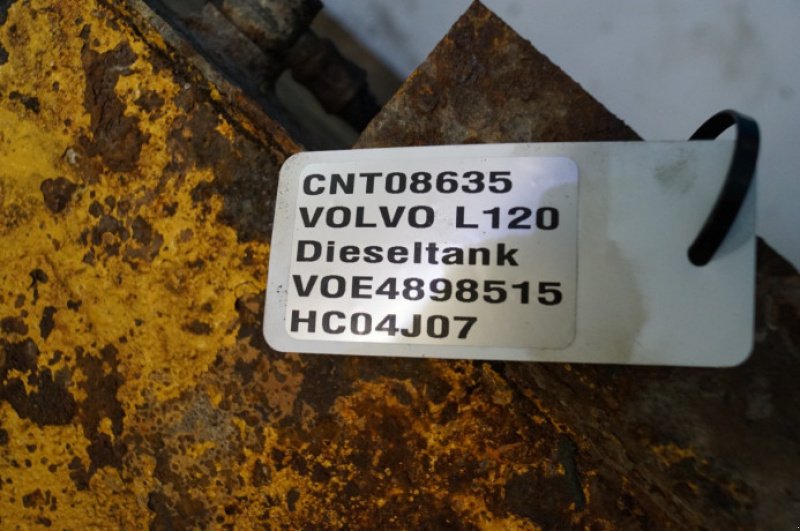 CNT08635
VOLVO L120
Dieseltank
VOE4898515
HC04J07